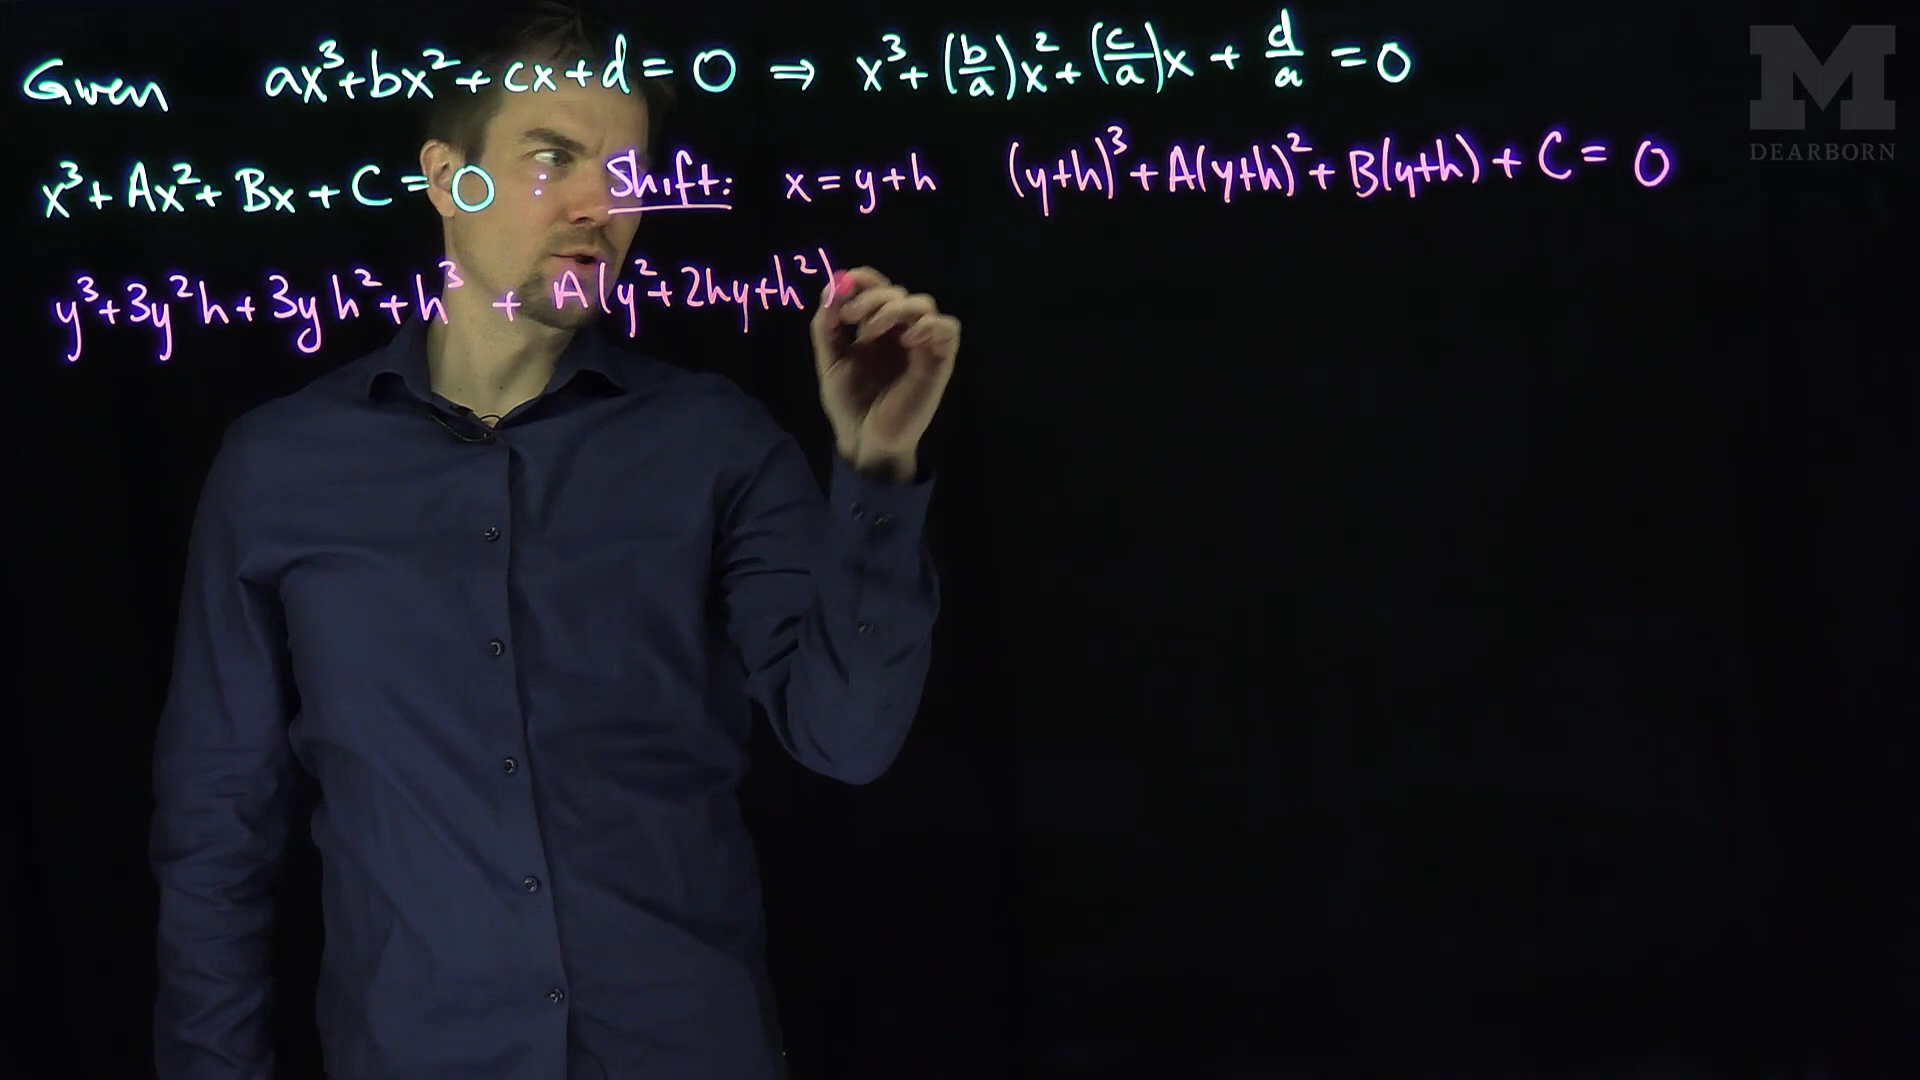 Given ax³+bx²+cx+d=0 ⇒ x³+(b/a)x²+(c/a)x + d/a =0
x³+Ax²+Bx+C=0 : Shift: x=y+h (y+h)³+A(y+h)²+B(y+h)+C=0
y³+3y²h+3yh²+h³ + A(y²+2hy+h²)
M
DEARBORN